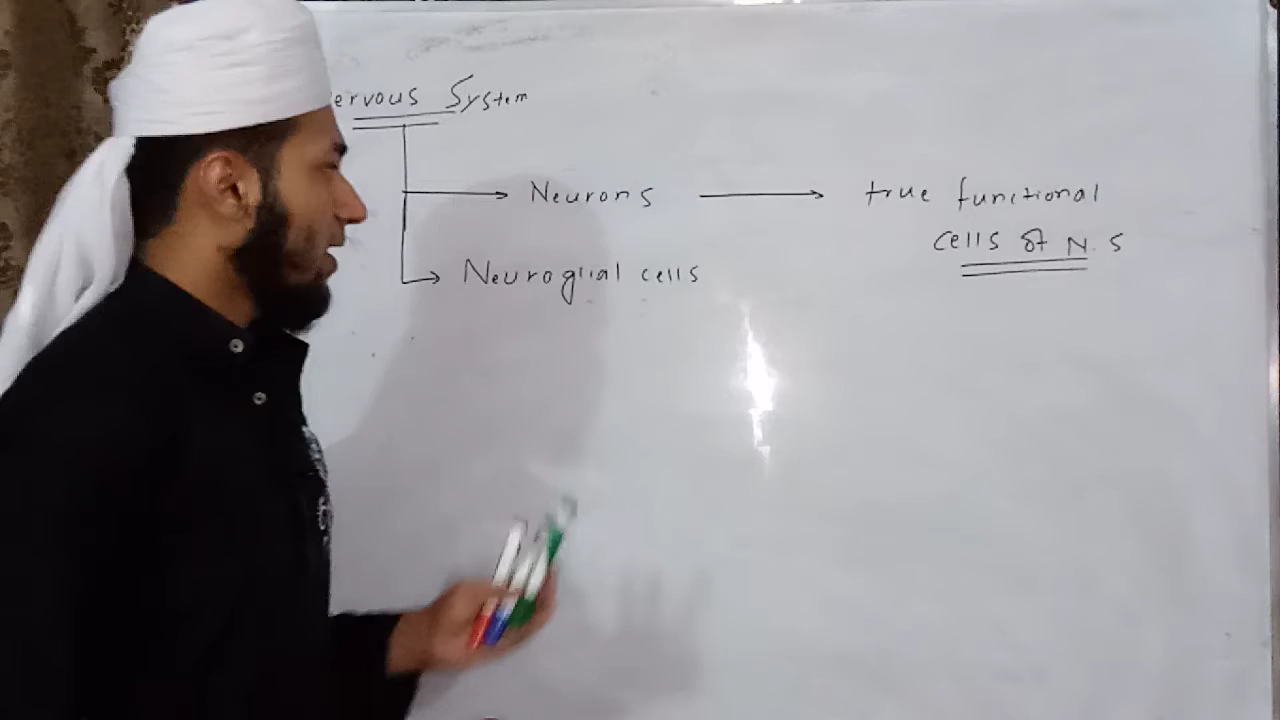 ervous System
Neurons → true functional
cells of N.S
Neuroglial cells